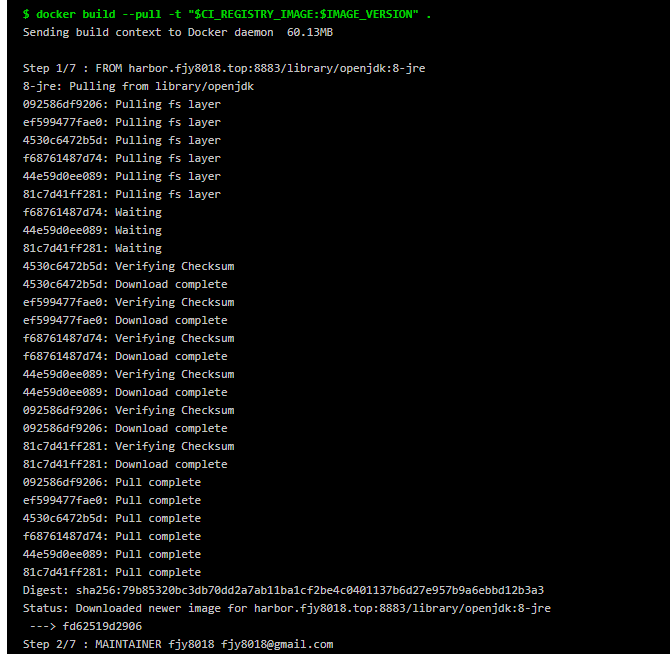 $ docker build --pull -t "$CI_REGISTRY_IMAGE:$IMAGE_VERSION" .
Sending build context to Docker daemon  60.13MB
Step 1/7 : FROM harbor.fjy8018.top:8883/library/openjdk:8-jre
8-jre: Pulling from library/openjdk
092586df9206: Pulling fs layer
ef599477fae0: Pulling fs layer
4530c6472b5d: Pulling fs layer
f68761487d74: Pulling fs layer
44e59d0ee089: Pulling fs layer
81c7d41ff281: Pulling fs layer
f68761487d74: Waiting
44e59d0ee089: Waiting
81c7d41ff281: Waiting
4530c6472b5d: Verifying Checksum
4530c6472b5d: Download complete
ef599477fae0: Verifying Checksum
ef599477fae0: Download complete
f68761487d74: Verifying Checksum
f68761487d74: Download complete
44e59d0ee089: Verifying Checksum
44e59d0ee089: Download complete
092586df9206: Verifying Checksum
092586df9206: Download complete
81c7d41ff281: Verifying Checksum
81c7d41ff281: Download complete
092586df9206: Pull complete
ef599477fae0: Pull complete
4530c6472b5d: Pull complete
f68761487d74: Pull complete
44e59d0ee089: Pull complete
81c7d41ff281: Pull complete
Digest: sha256:79b85320bc3db70dd2a7ab11ba1cf2be4c0401137b6d27e957b9a6ebbd12b3a3
Status: Downloaded newer image for harbor.fjy8018.top:8883/library/openjdk:8-jre
 ---> fd62519d2906
Step 2/7 : MAINTAINER fjy8018 fjy8018@gmail.com